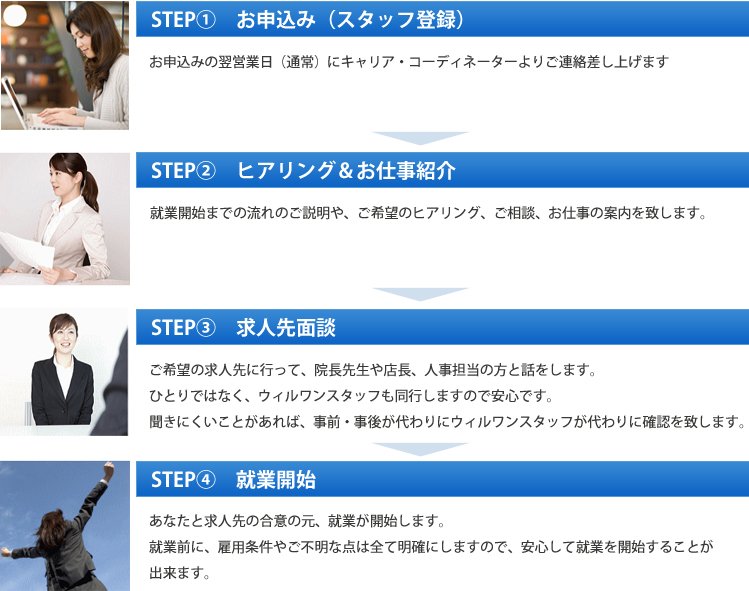 STEP① お申込み（スタッフ登録）
お申込みの翌営業日（通常）にキャリア・コーディネーターよりご連絡差し上げます
STEP② ヒアリング＆お仕事紹介
就業開始までの流れのご説明や、ご希望のヒアリング、ご相談、お仕事の案内を致します。
STEP③ 求人先面談
ご希望の求人先に行って、院長先生や店長、人事担当の方と話をします。
ひとりではなく、ウィルワンスタッフも同行しますので安心です。
聞きにくいことがあれば、事前・事後が代わりにウィルワンスタッフが代わりに確認を致します。
STEP④ 就業開始
あなたと求人先の合意の元、就業が開始します。
就業前に、雇用条件やご不明な点は全て明確にしますので、安心して就業を開始することが
出来ます。